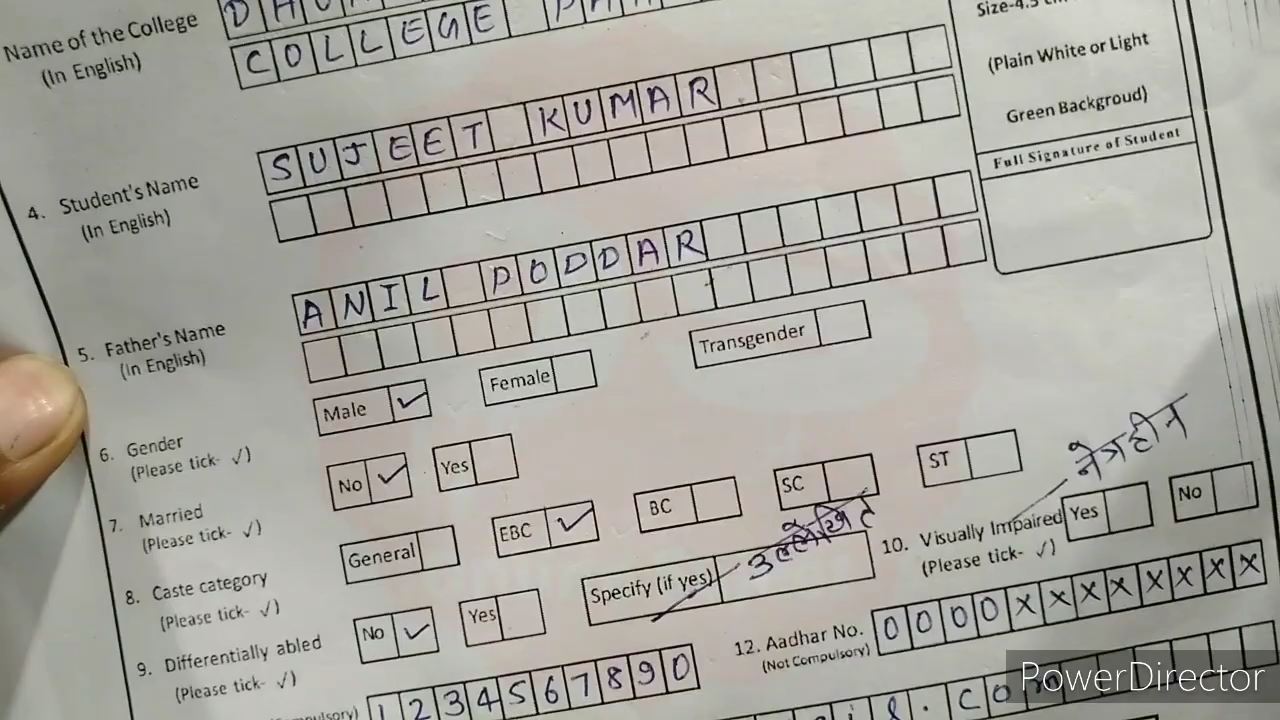 Name of the College
(In English)
COLLEGE
Size-4.5
(Plain White or Light
Green Backgroud)
Full Signature of Student
4. Student's Name
(In English)
SUJEET KUMAR
5. Father's Name
(In English)
ANIL PODDAR
6. Gender
(Please tick- ✓)
Male ✓ Female Transgender
7. Married
(Please tick- ✓)
No ✓ Yes
8. Caste category
(Please tick- ✓)
General EBC ✓ BC SC ST
9. Differentially abled
(Please tick- ✓)
No ✓ Yes Specify (if yes)
नेत्रहीन
10. Visually Impaired Yes No
(Please tick- ✓)
1234567890
12. Aadhar No. 0000XXXXXXXX
(Not Compulsory)
PowerDirector